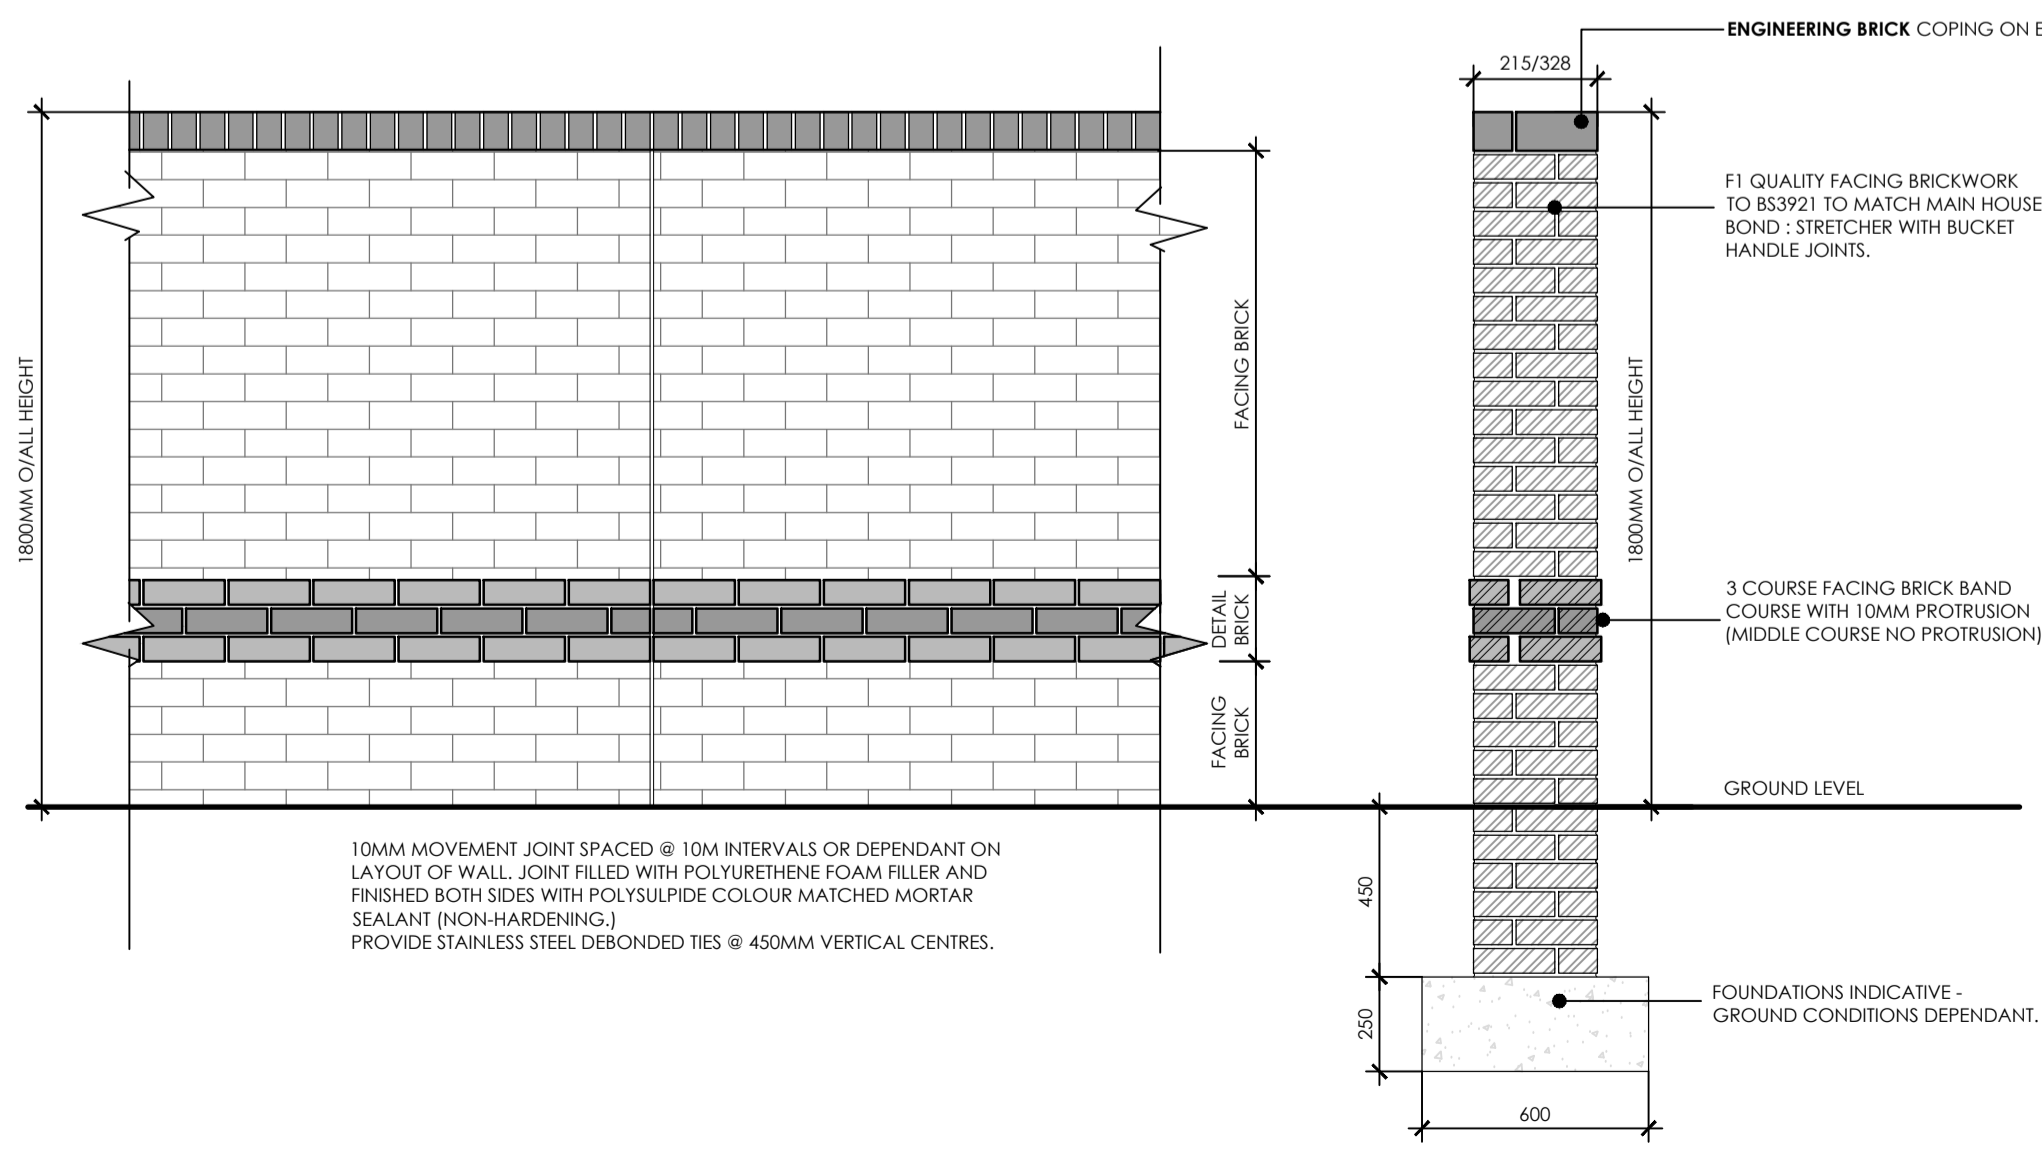 ENGINEERING BRICK COPING ON
215/328
F1 QUALITY FACING BRICKWORK
TO BS3921 TO MATCH MAIN HOUSE
BOND : STRETCHER WITH BUCKET
HANDLE JOINTS.
1800MM O/ALL HEIGHT
FACING BRICK
1800MM O/ALL HEIGHT
DETAIL
BRICK
3 COURSE FACING BRICK BAND
COURSE WITH 10MM PROTRUSION
(MIDDLE COURSE NO PROTRUSION)
FACING
BRICK
GROUND LEVEL
10MM MOVEMENT JOINT SPACED @ 10M INTERVALS OR DEPENDANT ON
LAYOUT OF WALL. JOINT FILLED WITH POLYURETHENE FOAM FILLER AND
FINISHED BOTH SIDES WITH POLYSULPIDE COLOUR MATCHED MORTAR
SEALANT (NON-HARDENING.)
PROVIDE STAINLESS STEEL DEBONDED TIES @ 450MM VERTICAL CENTRES.
450
250
FOUNDATIONS INDICATIVE -
GROUND CONDITIONS DEPENDANT.
600